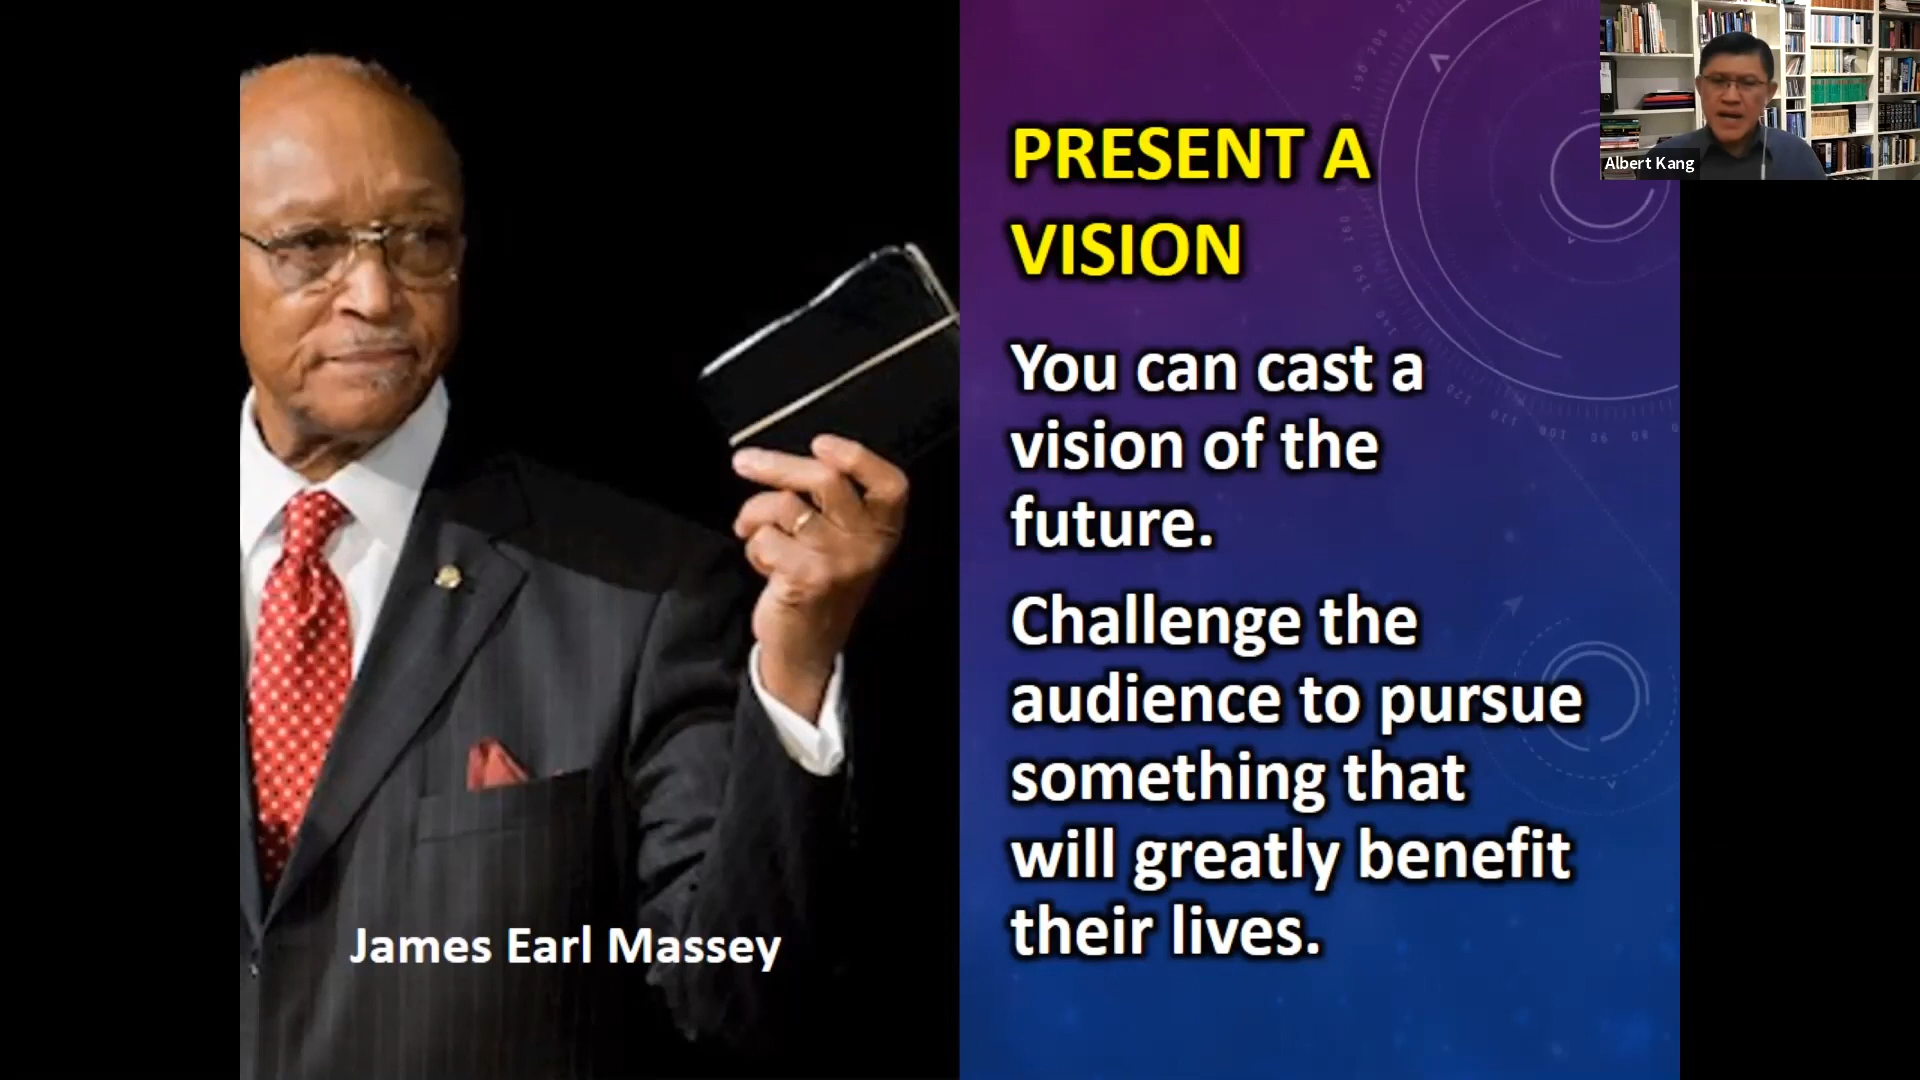 PRESENT A
VISION
You can cast a
vision of the
future.
Challenge the
audience to pursue
something that
will greatly benefit
their lives.
James Earl Massey
Albert Kang